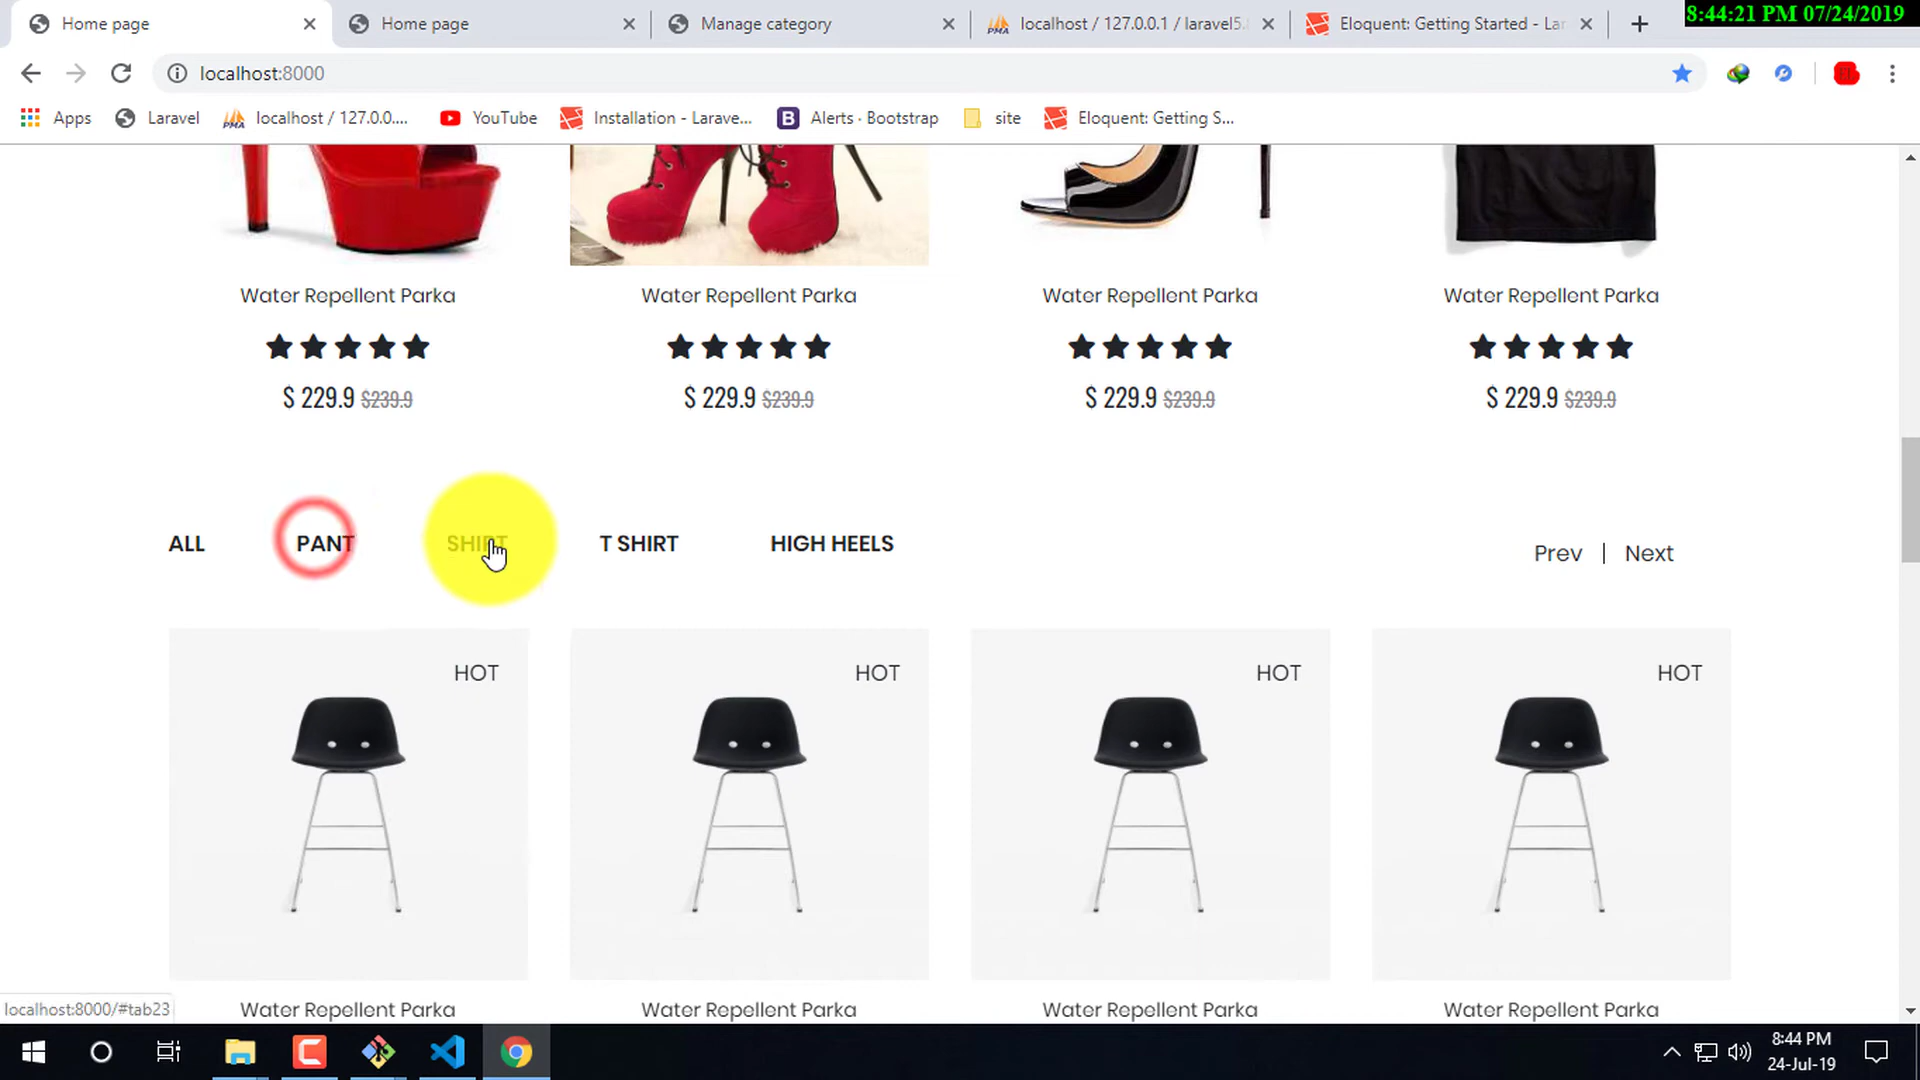 8:44:21 PM 07/24/2019
Home page
Home page
Manage category
localhost / 127.0.0.1 / laravel5.
Eloquent: Getting Started - Lar
localhost:8000
Apps
Laravel
localhost / 127.0.0....
YouTube
Installation - Larave...
Alerts · Bootstrap
site
Eloquent: Getting S...
Water Repellent Parka
Water Repellent Parka
Water Repellent Parka
Water Repellent Parka
$ 229.9 $239.9
$ 229.9 $239.9
$ 229.9 $239.9
$ 229.9 $239.9
ALL
PANT
SHIRT
T SHIRT
HIGH HEELS
Prev | Next
HOT
HOT
HOT
HOT
Water Repellent Parka
Water Repellent Parka
Water Repellent Parka
Water Repellent Parka
localhost:8000/#tab23
8:44 PM
24-Jul-19